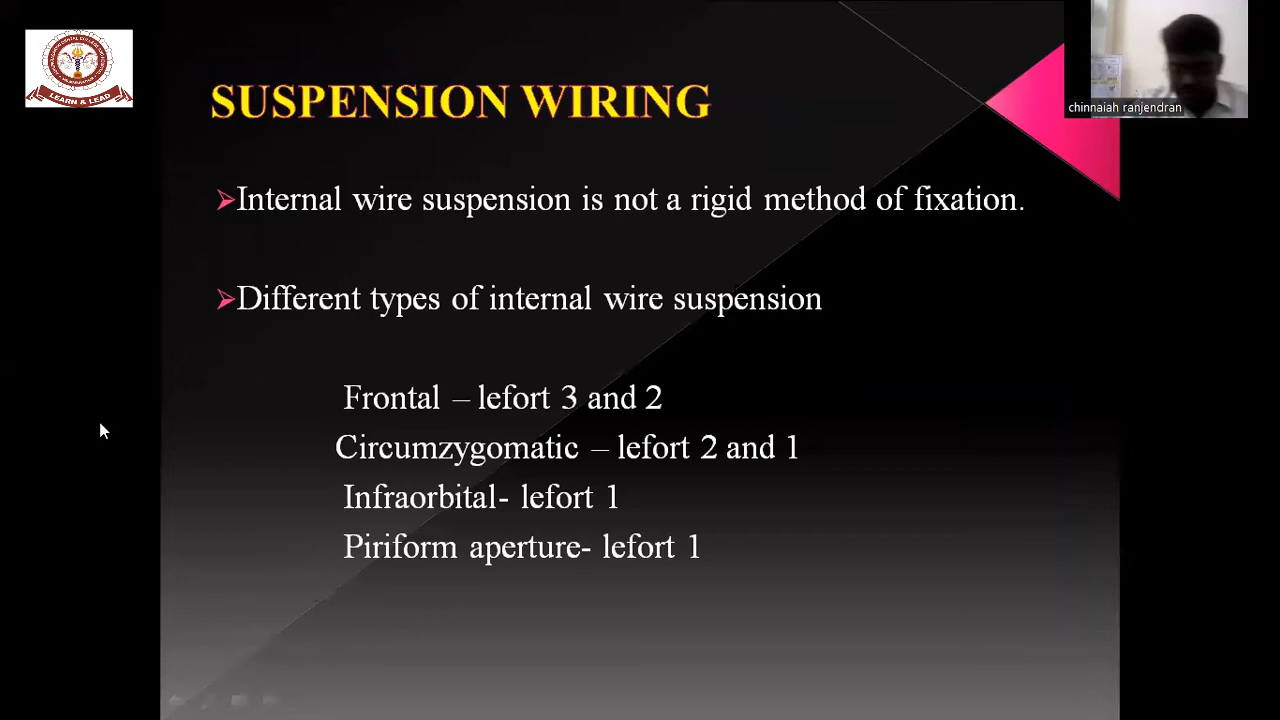 LEARN & LEAD
SUSPENSION WIRING
chinnaiah ranjendran
Internal wire suspension is not a rigid method of fixation.
Different types of internal wire suspension
Frontal – lefort 3 and 2
Circumzygomatic – lefort 2 and 1
Infraorbital- lefort 1
Piriform aperture- lefort 1